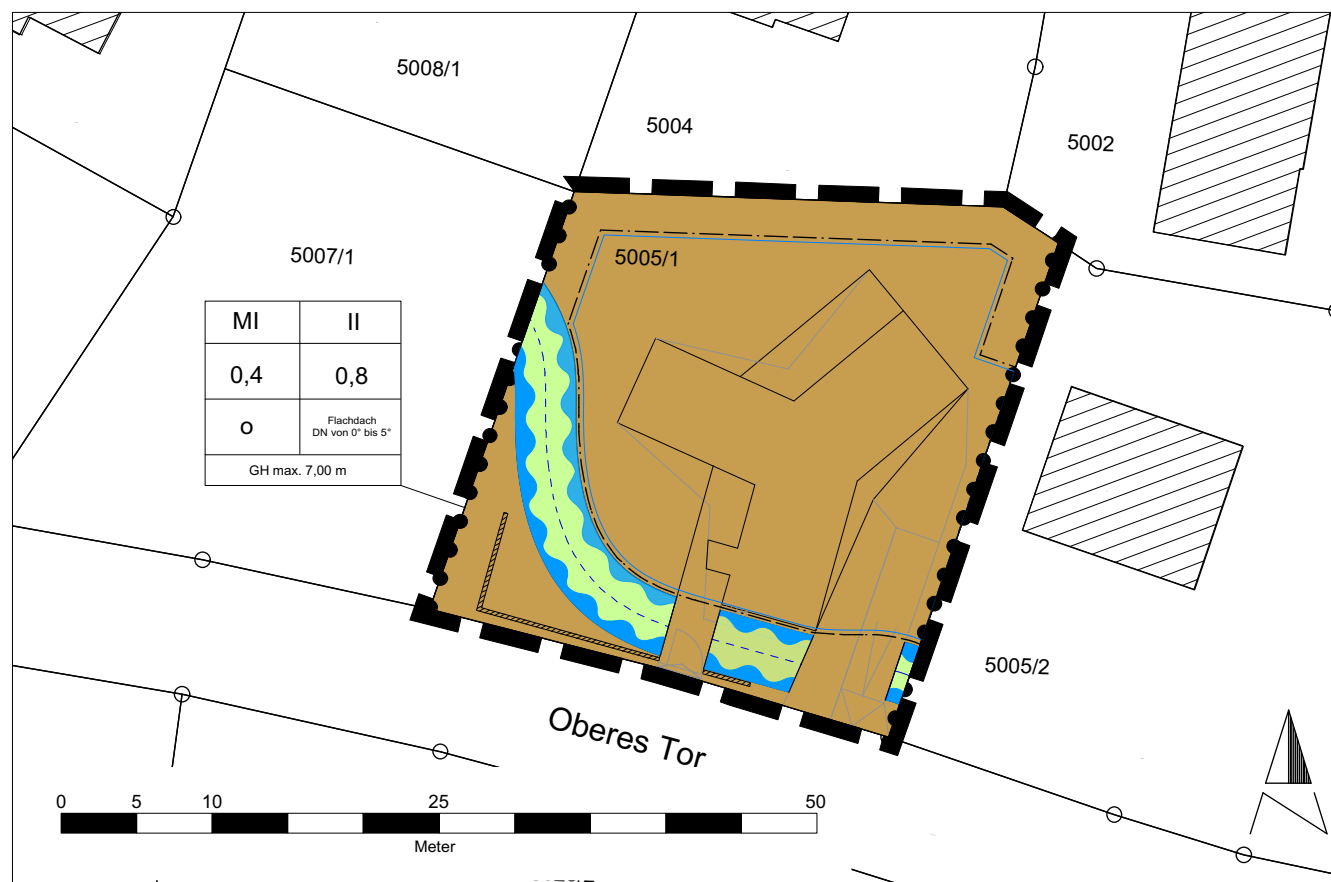 5008/1
5004
5002
5007/1
5005/1
MI
II
0,4
0,8
o
Flachdach
DN von 0° bis 5°
GH max. 7,00 m
5005/2
Oberes Tor
0 5 10 25 50
Meter